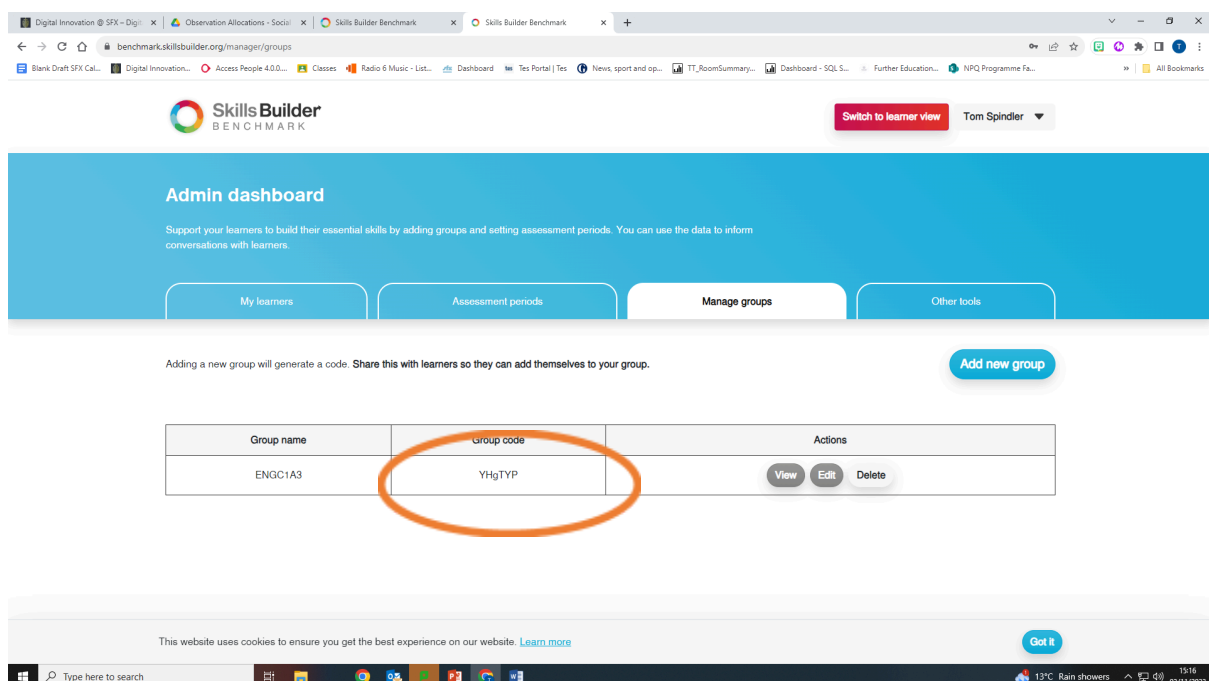 Digital Innovation @ SFX – Digit
Observation Allocations - Social
Skills Builder Benchmark
Skills Builder Benchmark
benchmark.skillsbuilder.org/manager/groups
Blank Draft SFX Cal... Digital Innovation... Access People 4.0.0.... Classes Radio 6 Music - List... Dashboard Tes Portal | Tes News, sport and op... TT_RoomSummary... Dashboard - SQL S... Further Education... NPQ Programme Fa... » All Bookmarks
Skills Builder
BENCHMARK
Switch to learner view Tom Spindler
Admin dashboard
Support your learners to build their essential skills by adding groups and setting assessment periods. You can use the data to inform
conversations with learners.
My learners Assessment periods Manage groups Other tools
Adding a new group will generate a code. Share this with learners so they can add themselves to your group. Add new group
Group name Group code Actions
ENGC1A3 YHgTYP View Edit Delete
This website uses cookies to ensure you get the best experience on our website. Learn more Got it
15:16
Type here to search 13°C Rain showers